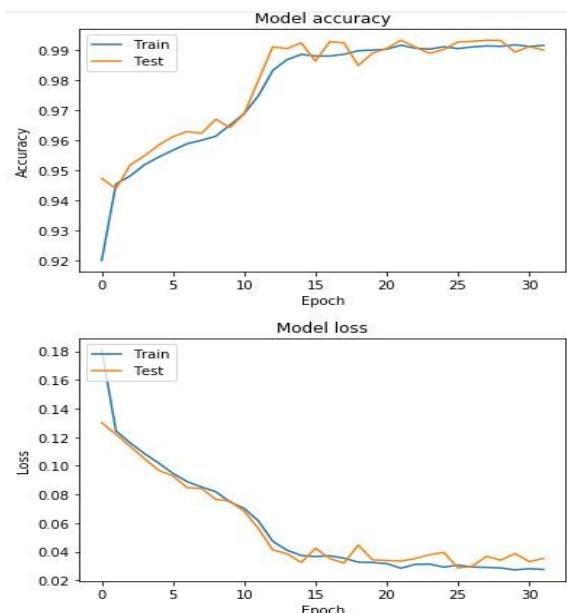 Model accuracy
Train
Test
0.99
0.98
0.97
0.96
0.95
0.94
0.93
0.92
Accuracy
0 5 10 15 20 25 30
Epoch
Model loss
Train
Test
0.18
0.16
0.14
0.12
0.10
0.08
0.06
0.04
0.02
Loss
0 5 10 15 20 25 30
Epoch